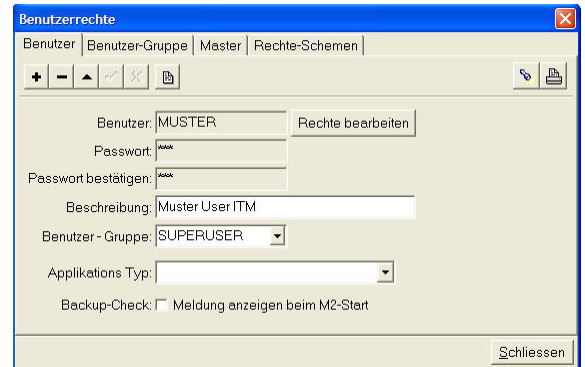 Benutzerrechte
Benutzer Benutzer-Gruppe Master Rechte-Schemen
Benutzer: MUSTER Rechte bearbeiten
Passwort: ***
Passwort bestätigen: ***
Beschreibung: Muster User ITM
Benutzer - Gruppe: SUPERUSER
Applikations Typ:
Backup-Check: Meldung anzeigen beim M2-Start
Schliessen